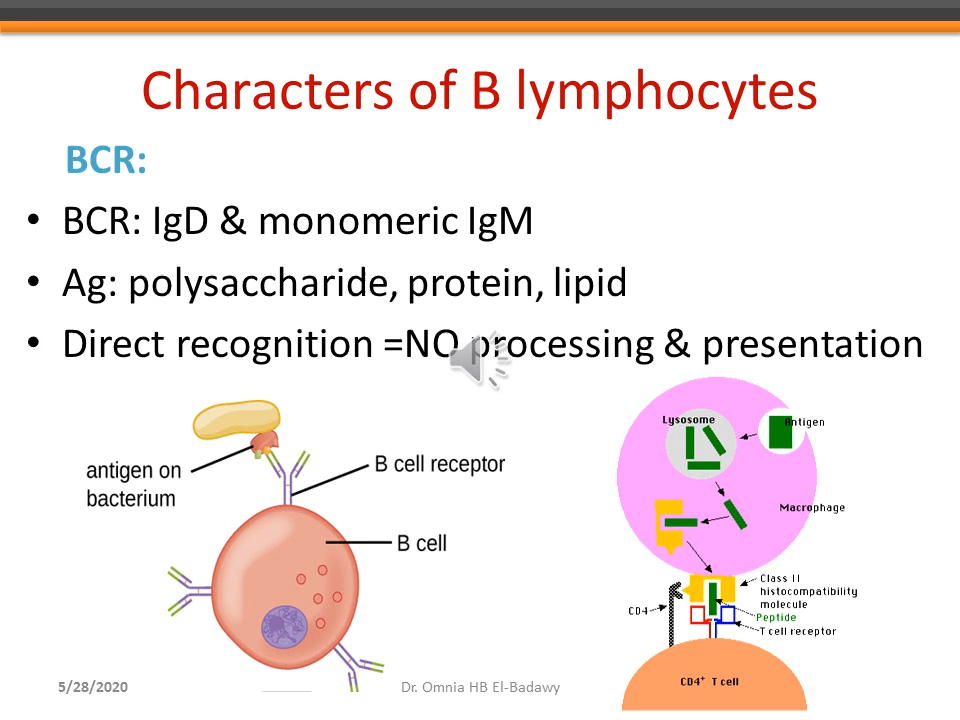 Characters of B lymphocytes
BCR:
• BCR: IgD & monomeric IgM
• Ag: polysaccharide, protein, lipid
• Direct recognition =NO processing & presentation
antigen on
bacterium
B cell receptor
B cell
Lysosome
Antigen
Macrophage
Class II
histocompatibility
molecule
CD4
Peptide
T cell receptor
CD4+ T cell
5/28/2020
Dr. Omnia HB El-Badawy